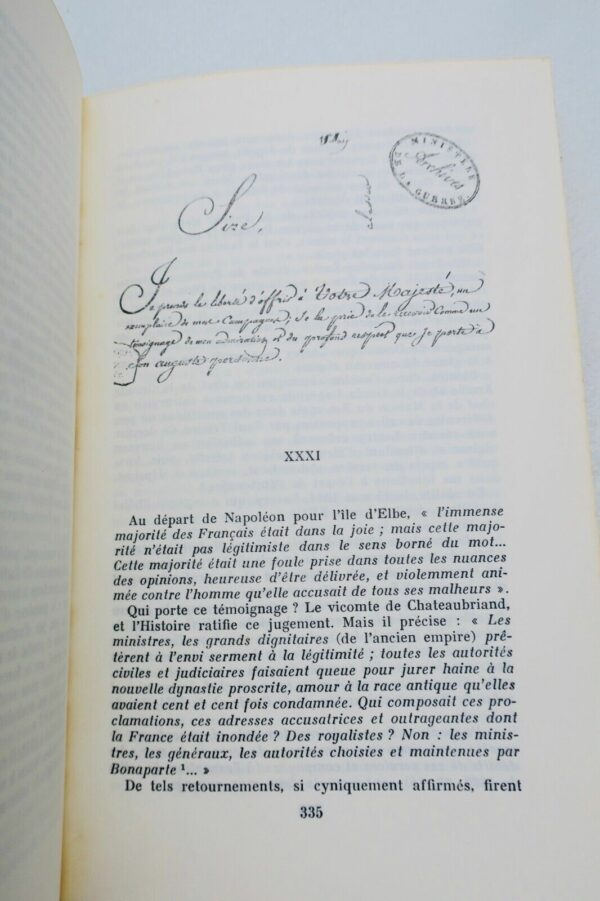 MINISTÈRE
Archives
DE LA GUERRE
Sire,
Je prends la liberté d'offrir à Votre Majesté, un
exemplaire de mes Campagnes; Je la prie de le recevoir comme un
témoignage de mon admiration et du profond respect que je porte à
son auguste personne.
XXXI
Au départ de Napoléon pour l'île d'Elbe, « l'immense
majorité des Français était dans la joie ; mais cette majo-
rité n'était pas légitimiste dans le sens borné du mot...
Cette majorité était une foule prise dans toutes les nuances
des opinions, heureuse d'être délivrée, et violemment ani-
mée contre l'homme qu'elle accusait de tous ses malheurs ».
Qui porte ce témoignage ? Le vicomte de Chateaubriand,
et l'Histoire ratifie ce jugement. Mais il précise : « Les
ministres, les grands dignitaires (de l'ancien empire) prê-
tèrent à l'envi serment à la légitimité ; toutes les autorités
civiles et judiciaires faisaient queue pour jurer haine à la
nouvelle dynastie proscrite, amour à la race antique qu'elles
avaient cent et cent fois condamnée. Qui composait ces pro-
clamations, ces adresses accusatrices et outrageantes dont
la France était inondée ? Des royalistes ? Non : les minis-
tres, les généraux, les autorités choisies et maintenues par
Bonaparte ¹... »
De tels retournements, si cyniquement affirmés, firent
335